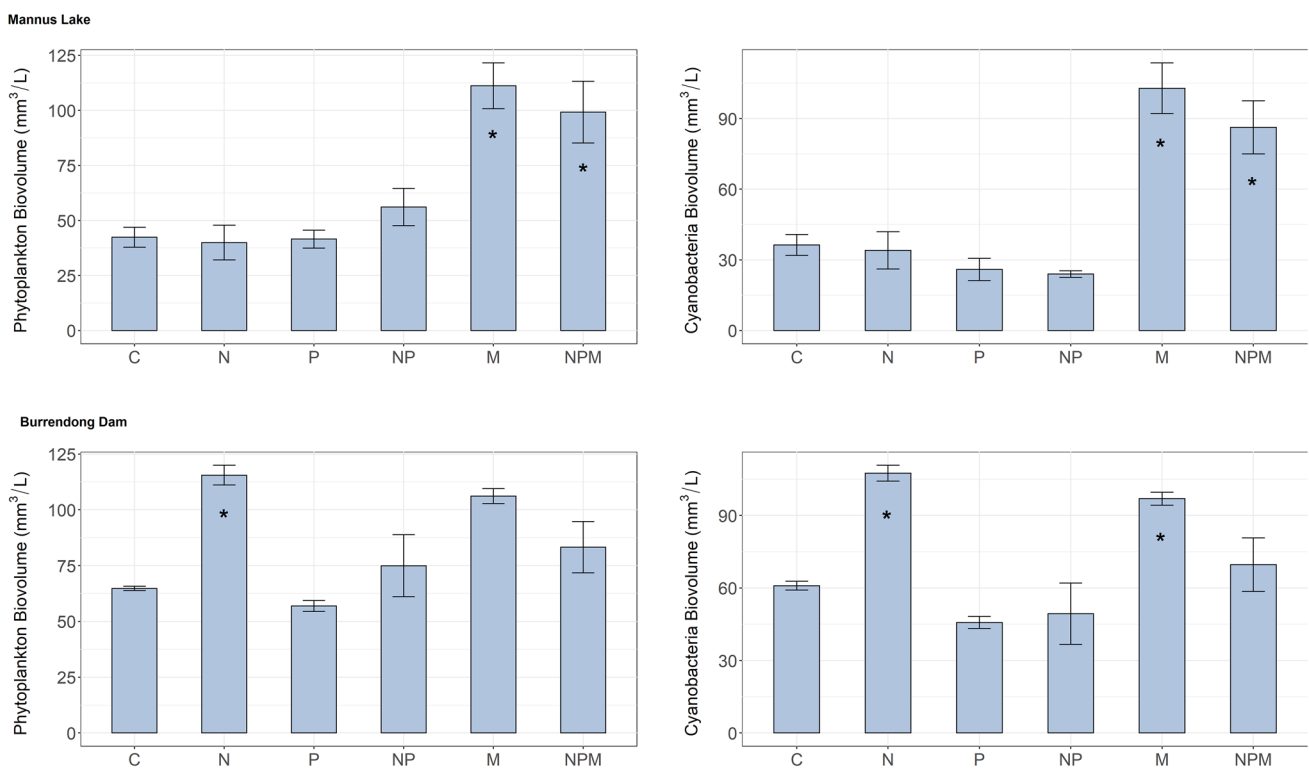 Mannus Lake
Phytoplankton Biovolume (mm³/L)
125
100
75
50
25
0
*
*
C N P NP M NPM
Cyanobacteria Biovolume (mm³/L)
90
60
30
0
*
*
C N P NP M NPM
Burrendong Dam
Phytoplankton Biovolume (mm³/L)
125
100
75
50
25
0
*
C N P NP M NPM
Cyanobacteria Biovolume (mm³/L)
90
60
30
0
*
*
C N P NP M NPM